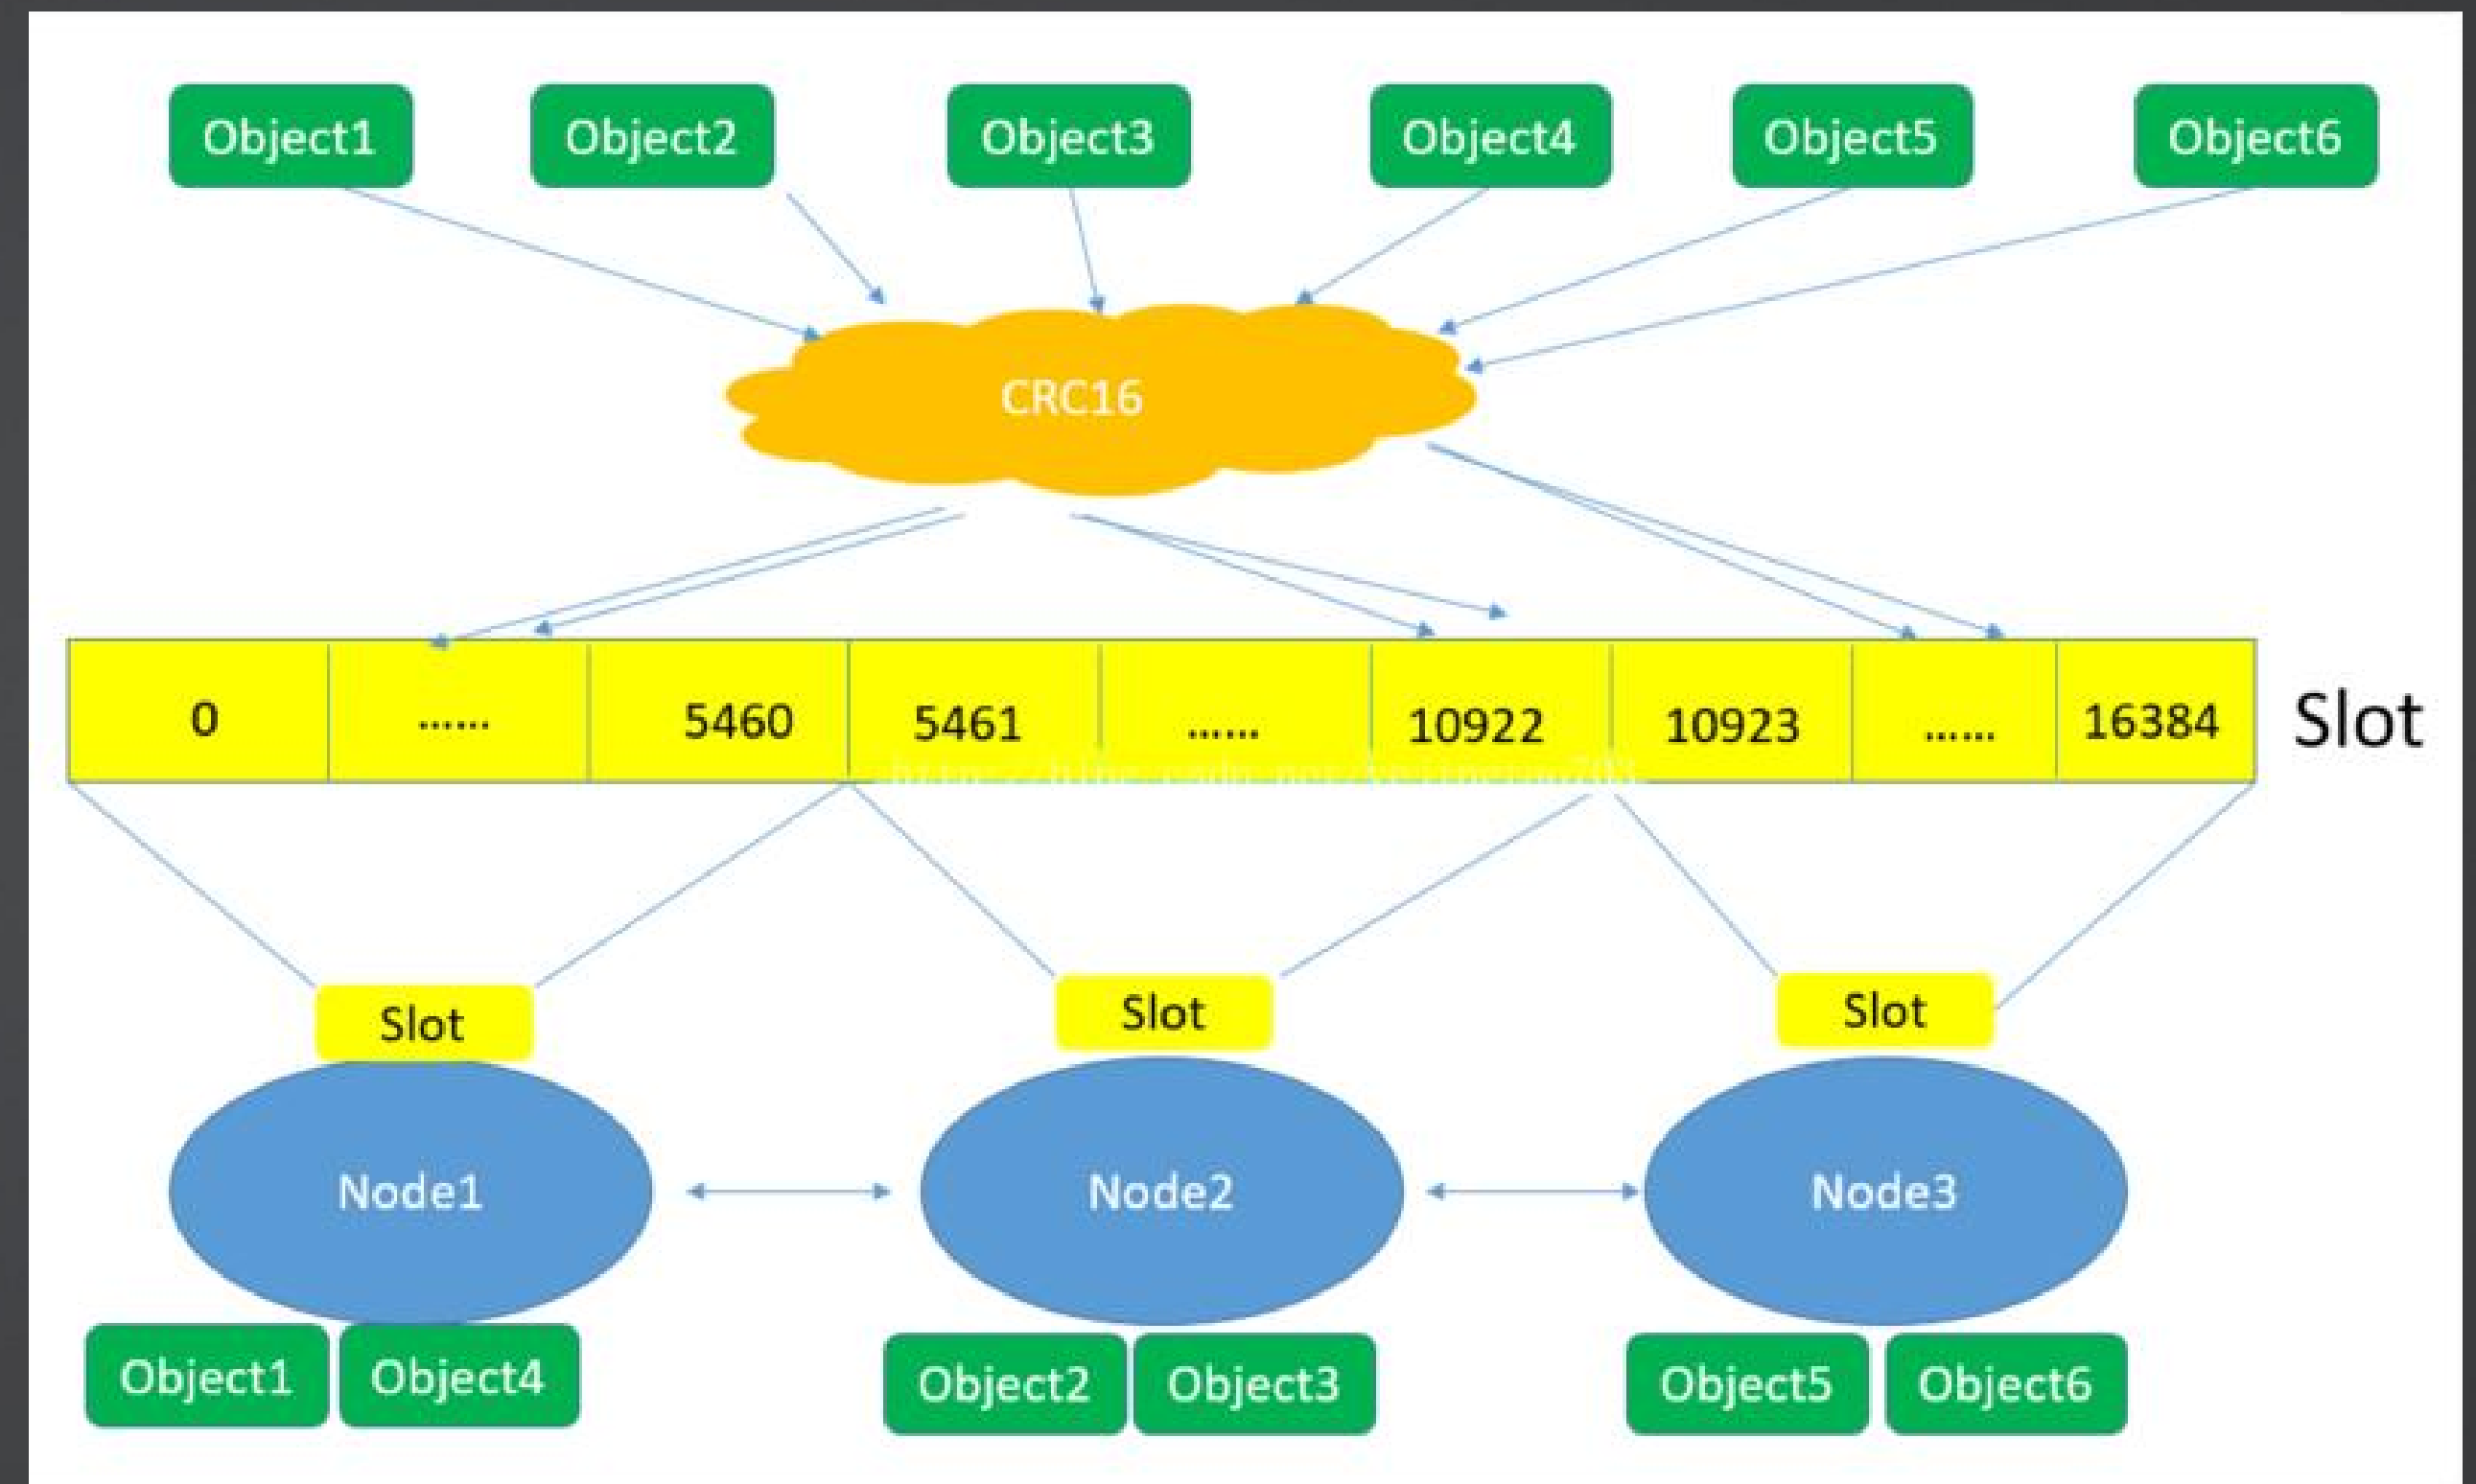 Object1 Object2 Object3 Object4 Object5 Object6
CRC16
0 ...... 5460 5461 ...... 10922 10923 ...... 16384 Slot
Slot Slot Slot
Node1 Node2 Node3
Object1 Object4 Object2 Object3 Object5 Object6